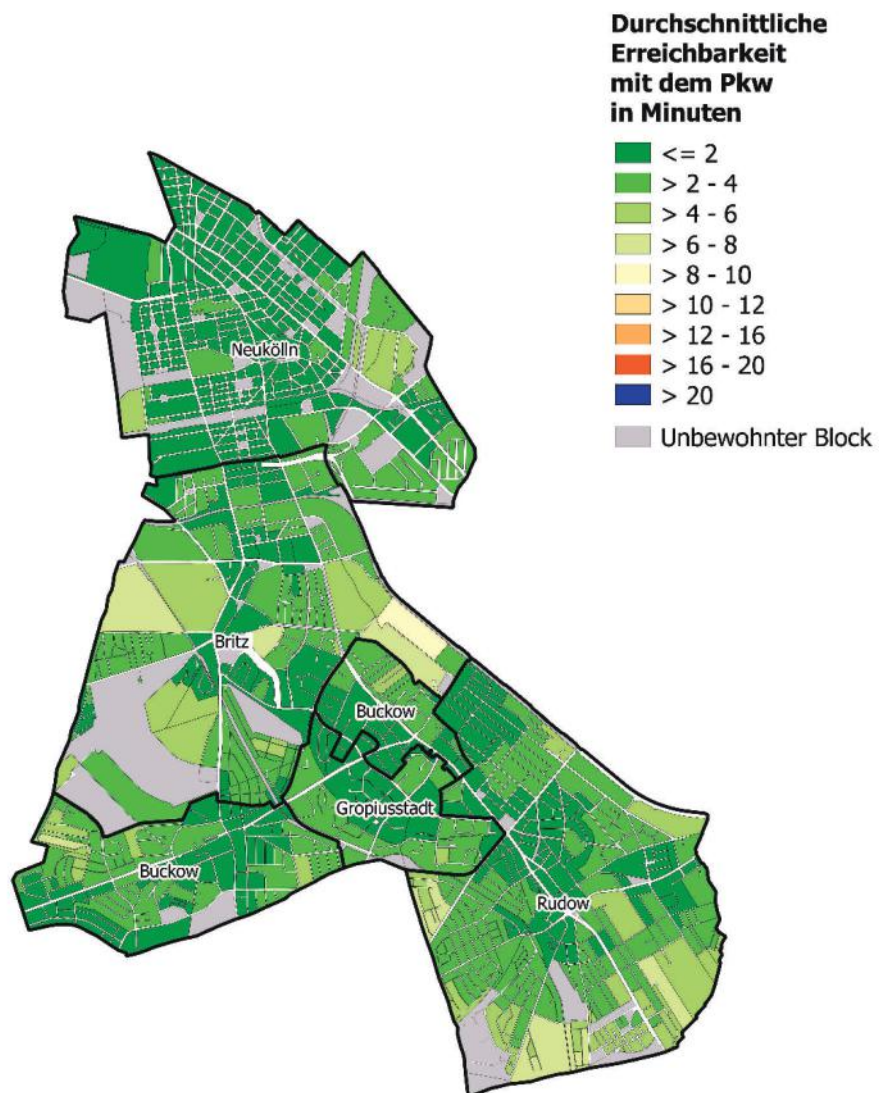 Durchschnittliche
Erreichbarkeit
mit dem Pkw
in Minuten
<= 2
> 2 - 4
> 4 - 6
> 6 - 8
> 8 - 10
> 10 - 12
> 12 - 16
> 16 - 20
> 20
Unbewohnter Block
Neukölln
Britz
Buckow
Gropiusstadt
Buckow
Rudow